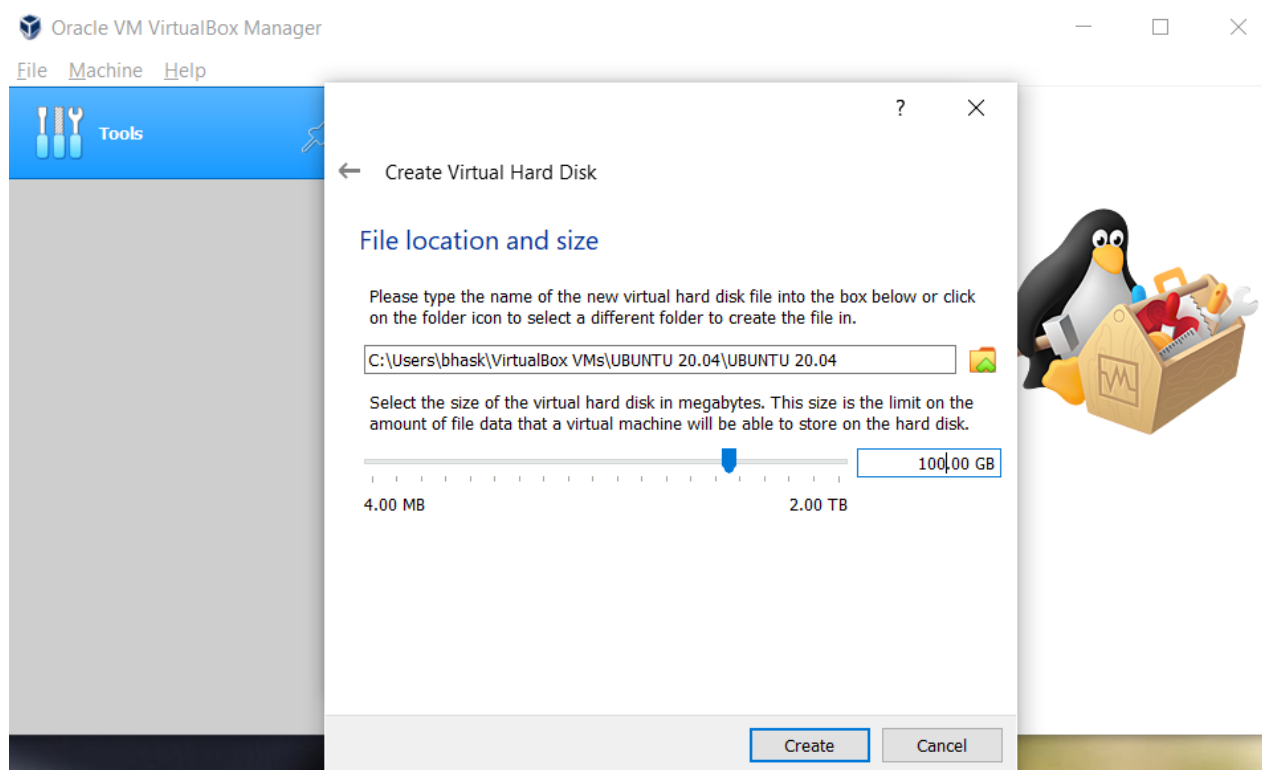 Oracle VM VirtualBox Manager
File Machine Help
Tools
?
Create Virtual Hard Disk
File location and size
Please type the name of the new virtual hard disk file into the box below or click
on the folder icon to select a different folder to create the file in.
C:\Users\bhask\VirtualBox VMs\UBUNTU 20.04\UBUNTU 20.04
Select the size of the virtual hard disk in megabytes. This size is the limit on the
amount of file data that a virtual machine will be able to store on the hard disk.
100.00 GB
4.00 MB 2.00 TB
Create Cancel